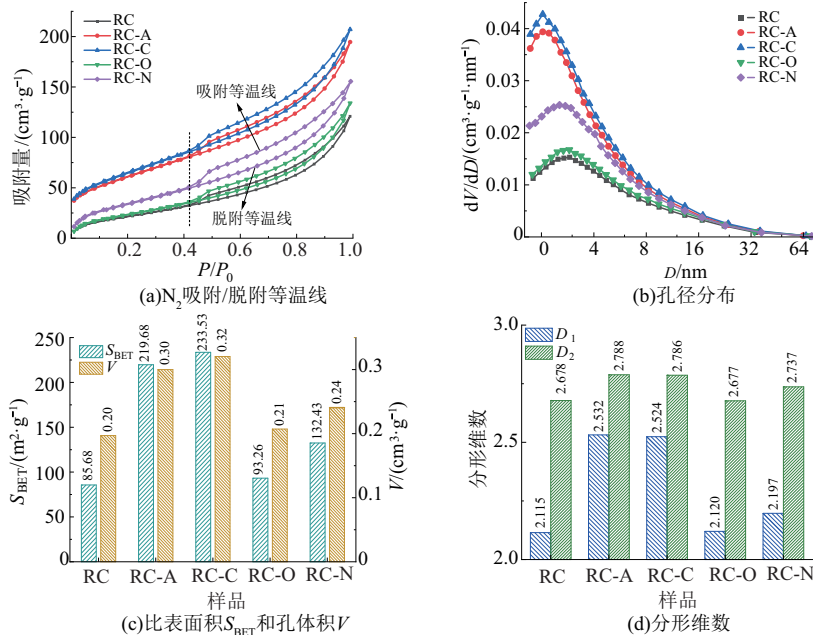 RC
RC-A
RC-C
RC-O
RC-N
吸附等温线
脱附等温线
吸附量/(cm³·g⁻¹)
250
200
150
100
50
0
0.2
0.4
0.6
0.8
1.0
P/P₀
(a)N₂吸附/脱附等温线
RC
RC-A
RC-C
RC-O
RC-N
dV/dD/(cm³·g⁻¹·nm⁻¹)
0.04
0.03
0.02
0.01
0
0
4
8
16
32
64
D/nm
(b)孔径分布
S_BET
V
S_BET/(m²·g⁻¹)
250
200
150
100
50
0
85.68
0.20
219.68
0.30
233.53
0.32
93.26
0.21
132.43
0.24
0.3
0.2
0.1
0
V/(cm³·g⁻¹)
RC
RC-A
RC-C
RC-O
RC-N
样品
(c)比表面积S_BET和孔体积V
D₁
D₂
分形维数
3.0
2.5
2.0
2.115
2.678
2.532
2.788
2.524
2.786
2.120
2.677
2.197
2.737
RC
RC-A
RC-C
RC-O
RC-N
样品
(d)分形维数